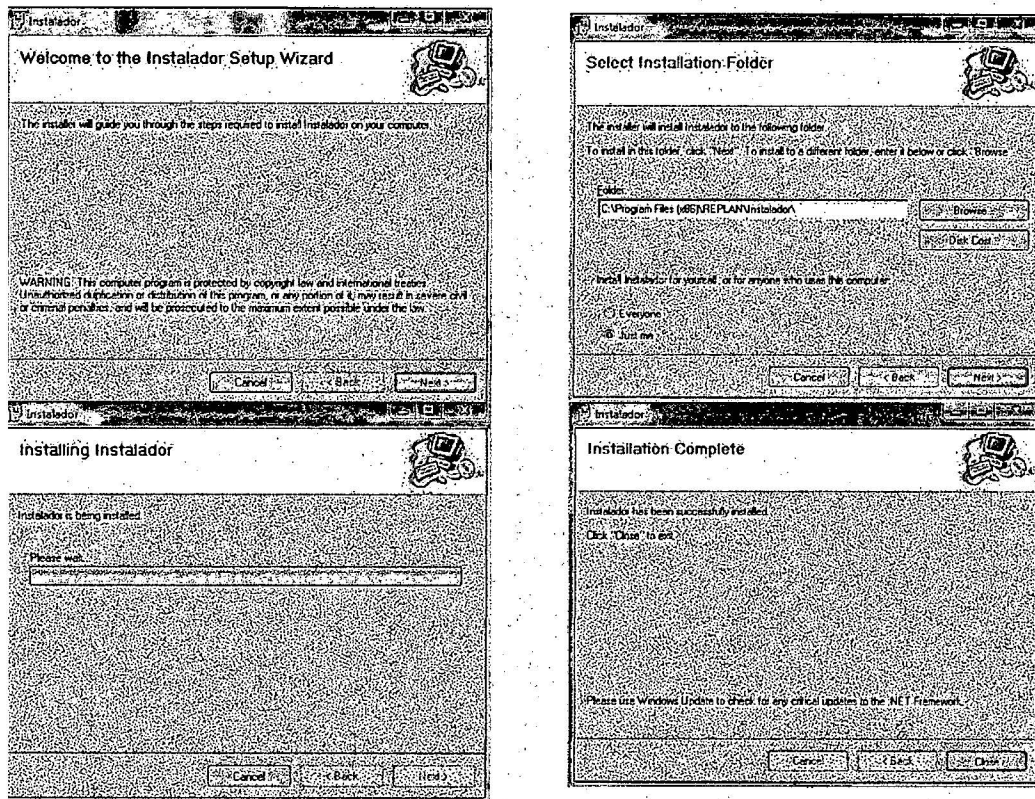 Instalador
Welcome to the Instalador Setup Wizard
The installer will guide you through the steps required to install Instalador on your computer.
WARNING: This computer program is protected by copyright law and international treaties.
Unauthorized duplication or distribution of this program, or any portion of it, may result in severe civil
or criminal penalties, and will be prosecuted to the maximum extent possible under the law.
Cancel
< Back
Next >
Instalador
Select Installation Folder
The installer will install Instalador to the following folder.
To install in this folder, click "Next". To install to a different folder, enter it below or click "Browse".
Folder:
C:\Program Files (x86)\REPLAN\Instalador\
Browse...
Disk Cost...
Install Instalador for yourself, or for anyone who uses this computer:
Everyone
Just me
Cancel
< Back
Next >
Instalador
Installing Instalador
Instalador is being installed.
Please wait...
Cancel
< Back
Next >
Instalador
Installation Complete
Instalador has been successfully installed.
Click "Close" to exit.
Please use Windows Update to check for any critical updates to the .NET Framework.
Cancel
< Back
Close